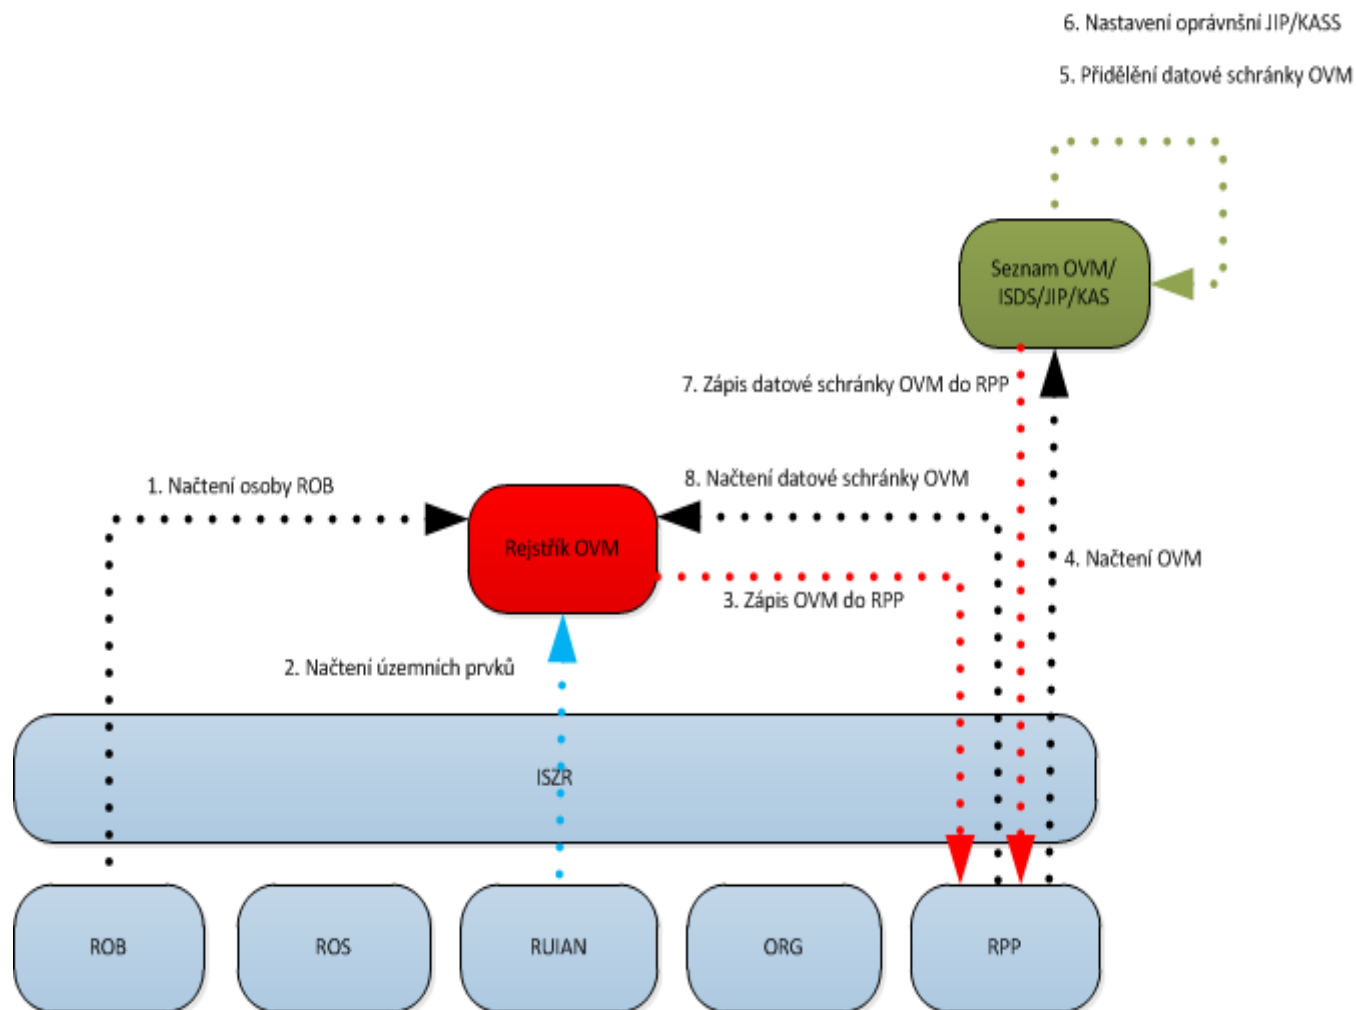 6. Nastavení oprávnšní JIP/KASS
5. Přidělění datové schránky OVM
Seznam OVM/
ISDS/JIP/KAS
7. Zápis datové schránky OVM do RPP
1. Načtení osoby ROB
8. Načtení datové schránky OVM
Rejstřík OVM
4. Načtení OVM
3. Zápis OVM do RPP
2. Načtení územních prvků
ISZR
ROB
ROS
RUIAN
ORG
RPP